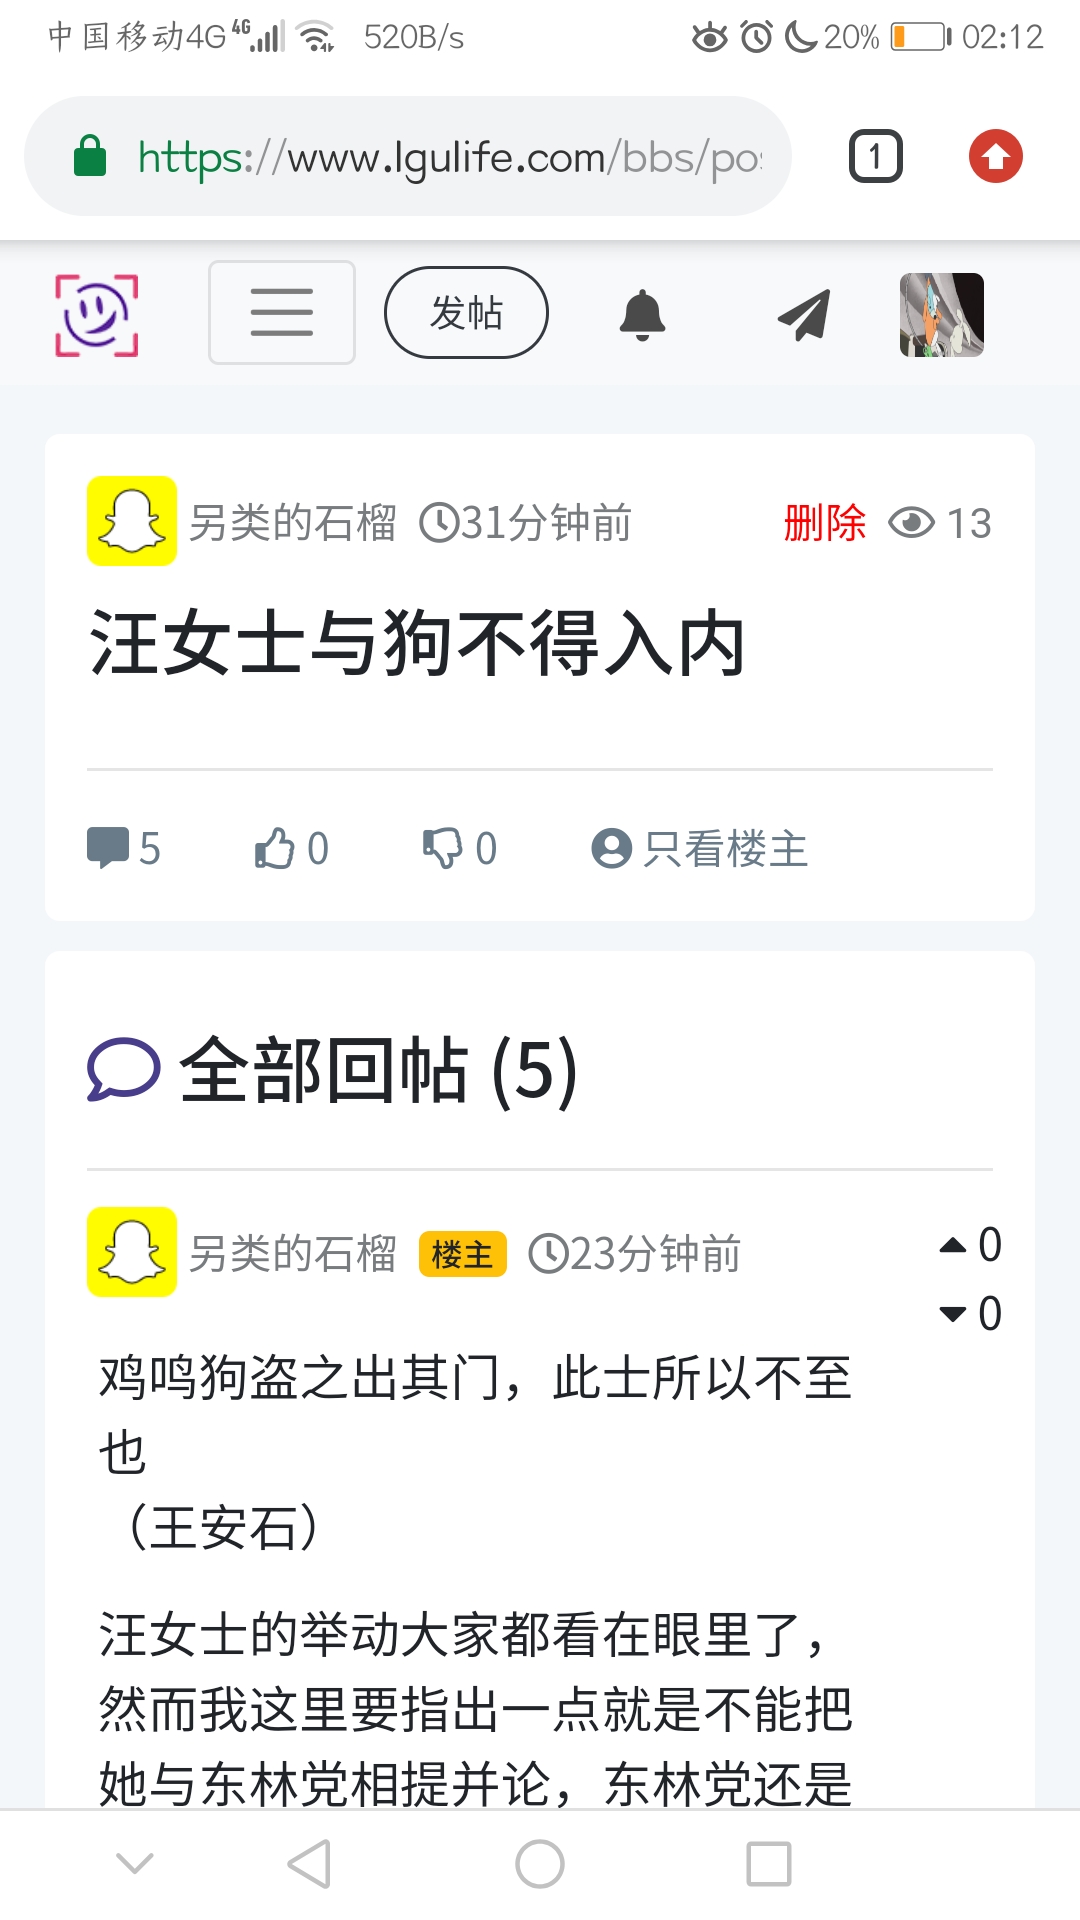 中国移动4G 4G 520B/s 20% 02:12
https://www.lgulife.com/bbs/pos
1
发帖
另类的石榴 31分钟前 删除 13
汪女士与狗不得入内
5 0 0 只看楼主
全部回帖 (5)
另类的石榴 楼主 23分钟前 0
0
鸡鸣狗盗之出其门，此士所以不至
也
（王安石）
汪女士的举动大家都看在眼里了，
然而我这里要指出一点就是不能把
她与东林党相提并论，东林党还是